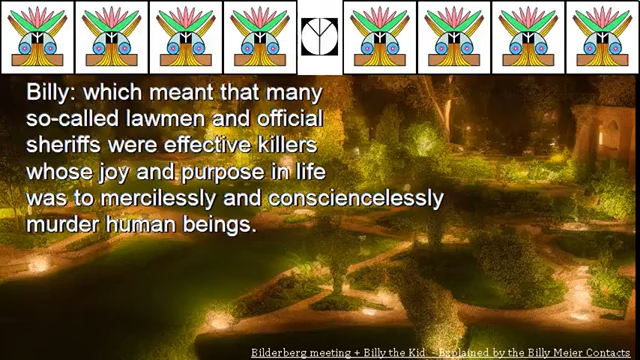 Billy: which meant that many
so-called lawmen and official
sheriffs were effective killers
whose joy and purpose in life
was to mercilessly and consciencelessly
murder human beings.
Bilderberg meeting + Billy the Kid - Explained by the Billy Meier Contacts